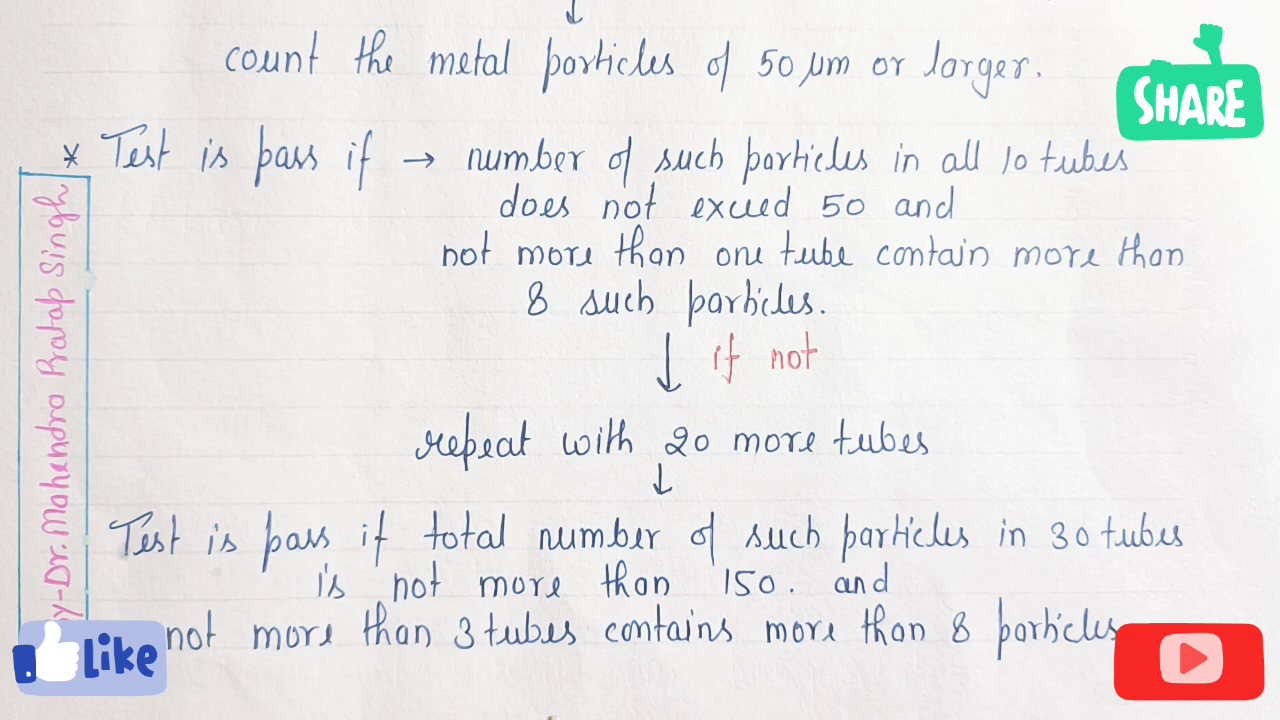 count the metal particles of 50 µm or larger.
* Test is pass if → number of such particles in all 10 tubes
does not exceed 50 and
not more than one tube contain more than
8 such particles.
↓ if not
repeat with 20 more tubes
↓
Test is pass if total number of such particles in 30 tubes
is not more than 150. and
not more than 3 tubes contains more than 8 particles
y-Dr. Mahendra Pratap Singh
SHARE
Like